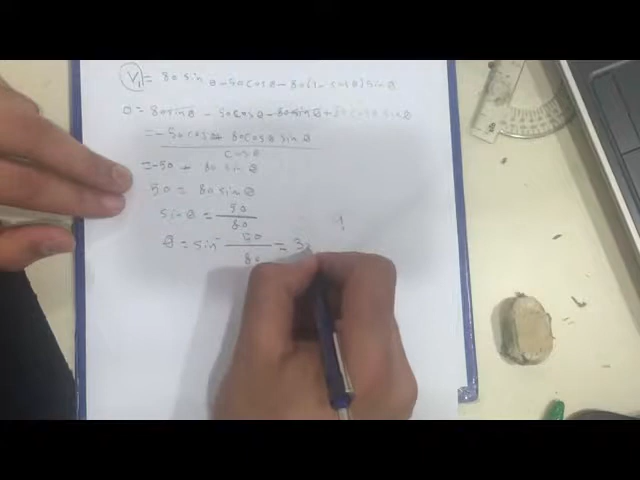 V₁ = 80 sin θ - 50 cos θ - 80(1 - cos θ) sin θ
0 = 80 sin θ - 50 cos θ - 80 sin θ + 80 cos θ sin θ
= -50 cos θ + 80 cos θ sin θ
cos θ
= -50 + 80 sin θ
50 = 80 sin θ
sin θ = 50/80
θ = sin⁻ 50/80 = 3